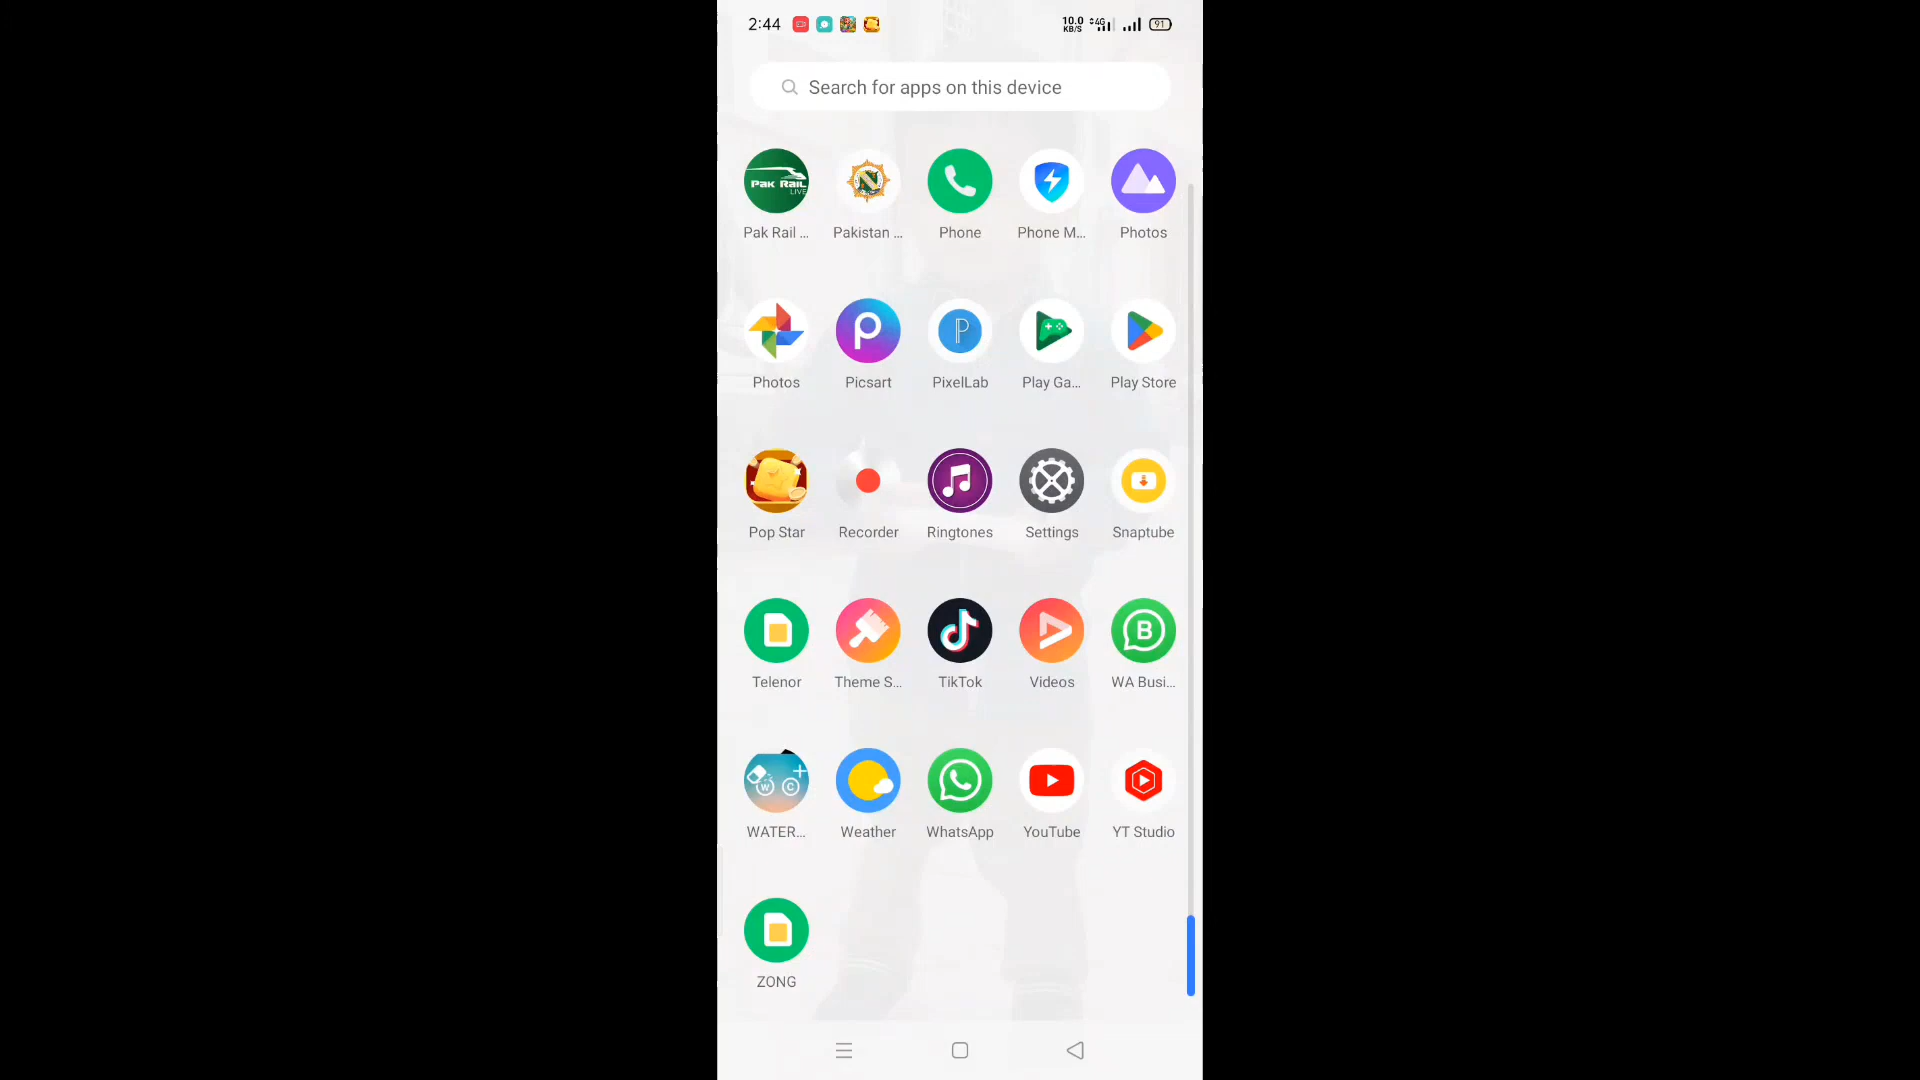 2:44
10.0 KB/S 4G 91
Search for apps on this device
PAK RAIL LIVE
Pak Rail ...
Pakistan ...
Phone
Phone M...
Photos
Photos
Picsart
PixelLab
Play Ga...
Play Store
Pop Star
Recorder
Ringtones
Settings
Snaptube
Telenor
Theme S...
TikTok
Videos
B
WA Busi...
W C
WATER...
Weather
WhatsApp
YouTube
YT Studio
ZONG